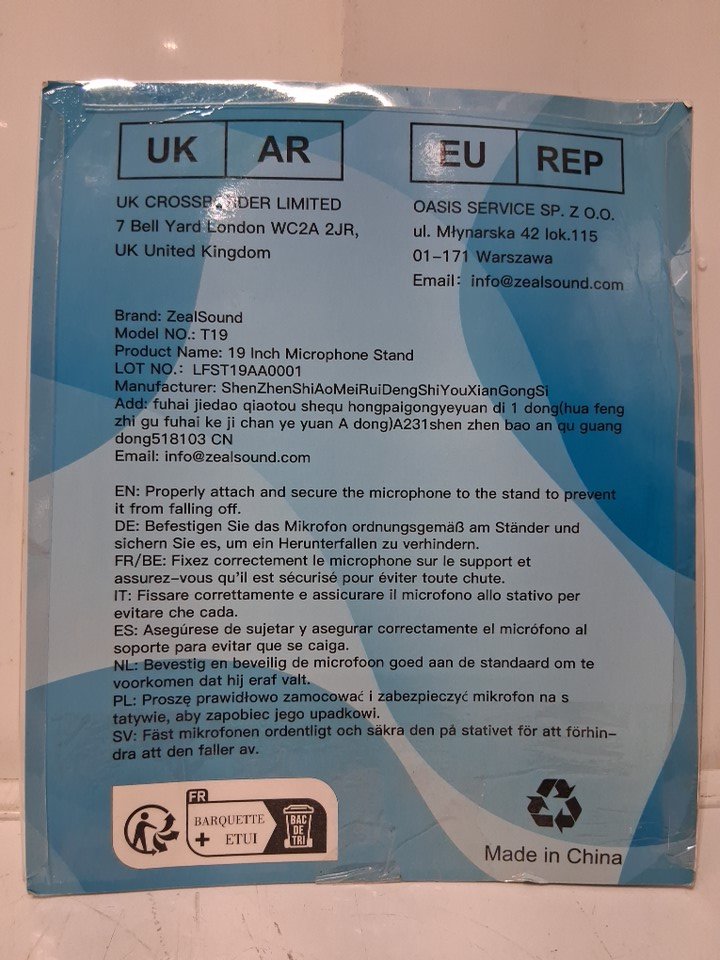 UK AR
UK CROSSBORDER LIMITED
7 Bell Yard London WC2A 2JR,
UK United Kingdom
EU REP
OASIS SERVICE SP. Z O.O.
ul. Młynarska 42 lok.115
01-171 Warszawa
Email: info@zealsound.com
Brand: ZealSound
Model NO.: T19
Product Name: 19 Inch Microphone Stand
LOT NO.: LFST19AA0001
Manufacturer: ShenZhenShiAoMeiRuiDengShiYouXianGongSi
Add: fuhai jiedao qiaotou shequ hongpaigongyeyuan di 1 dong(hua feng
zhi gu fuhai ke ji chan ye yuan A dong)A231shen zhen bao an qu guang
dong518103 CN
Email: info@zealsound.com
EN: Properly attach and secure the microphone to the stand to prevent
it from falling off.
DE: Befestigen Sie das Mikrofon ordnungsgemäß am Ständer und
sichern Sie es, um ein Herunterfallen zu verhindern.
FR/BE: Fixez correctement le microphone sur le support et
assurez-vous qu'il est sécurisé pour éviter toute chute.
IT: Fissare correttamente e assicurare il microfono allo stativo per
evitare che cada.
ES: Asegúrese de sujetar y asegurar correctamente el micrófono al
soporte para evitar que se caiga.
NL: Bevestig en beveilig de microfoon goed aan de standaard om te
voorkomen dat hij eraf valt.
PL: Proszę prawidłowo zamocować i zabezpieczyć mikrofon na s
tatywie, aby zapobiec jego upadkowi.
SV: Fäst mikrofonen ordentligt och säkra den på stativet för att förhin-
dra att den faller av.
FR
BARQUETTE
+ ETUI
BAC
DE
TRI
Made in China